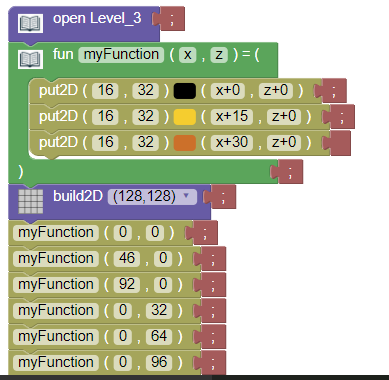 open Level_3 ;
fun myFunction ( x , z ) = (
put2D ( 16 , 32 ) ( x+0 , z+0 ) ;
put2D ( 16 , 32 ) ( x+15 , z+0 ) ;
put2D ( 16 , 32 ) ( x+30 , z+0 ) ;
) ;
build2D (128,128) ▾ ;
myFunction ( 0 , 0 ) ;
myFunction ( 46 , 0 ) ;
myFunction ( 92 , 0 ) ;
myFunction ( 0 , 32 ) ;
myFunction ( 0 , 64 ) ;
myFunction ( 0 , 96 ) ;